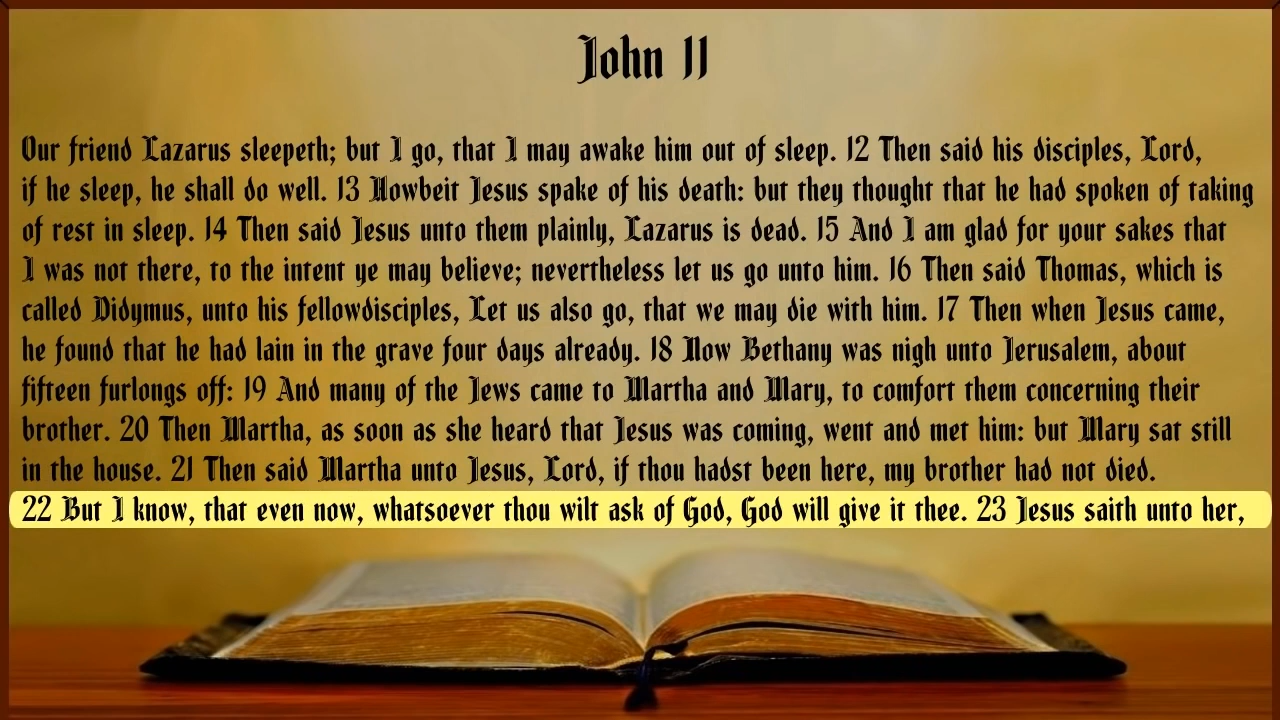 John 11
Our friend Lazarus sleepeth; but I go, that I may awake him out of sleep. 12 Then said his disciples, Lord,
if he sleep, he shall do well. 13 Howbeit Jesus spake of his death: but they thought that he had spoken of taking
of rest in sleep. 14 Then said Jesus unto them plainly, Lazarus is dead. 15 And I am glad for your sakes that
I was not there, to the intent ye may believe; nevertheless let us go unto him. 16 Then said Thomas, which is
called Didymus, unto his fellowdisciples, Let us also go, that we may die with him. 17 Then when Jesus came,
he found that he had lain in the grave four days already. 18 Now Bethany was nigh unto Jerusalem, about
fifteen furlongs off: 19 And many of the Jews came to Martha and Mary, to comfort them concerning their
brother. 20 Then Martha, as soon as she heard that Jesus was coming, went and met him: but Mary sat still
in the house. 21 Then said Martha unto Jesus, Lord, if thou hadst been here, my brother had not died.
22 But I know, that even now, whatsoever thou wilt ask of God, God will give it thee. 23 Jesus saith unto her,